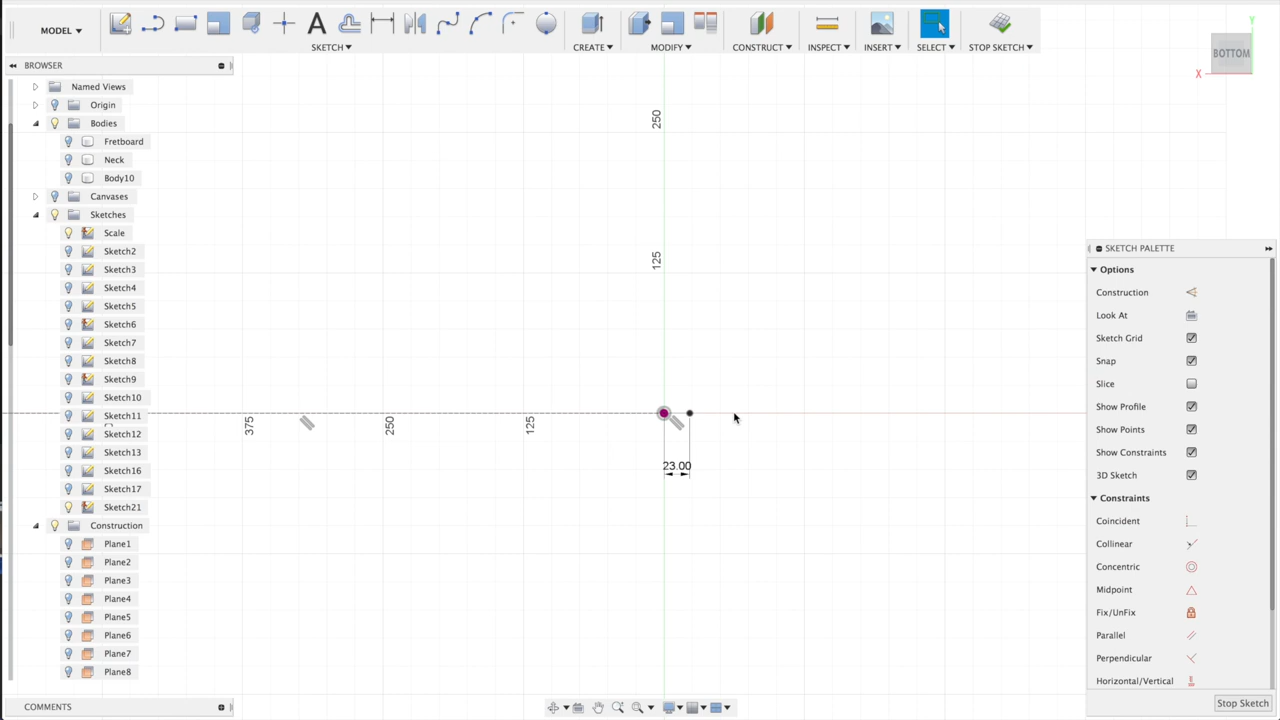 MODEL ▾
SKETCH ▾
CREATE ▾
MODIFY ▾
CONSTRUCT ▾
INSPECT ▾
INSERT ▾
SELECT ▾
STOP SKETCH ▾
BOTTOM
Y
X
BROWSER
Named Views
Origin
Bodies
Fretboard
Neck
Body10
Canvases
Sketches
Scale
Sketch2
Sketch3
Sketch4
Sketch5
Sketch6
Sketch7
Sketch8
Sketch9
Sketch10
Sketch11
Sketch12
Sketch13
Sketch16
Sketch17
Sketch21
Construction
Plane1
Plane2
Plane3
Plane4
Plane5
Plane6
Plane7
Plane8
COMMENTS
250
125
375
250
125
23.00
SKETCH PALETTE
Options
Construction
Look At
Sketch Grid
Snap
Slice
Show Profile
Show Points
Show Constraints
3D Sketch
Constraints
Coincident
Collinear
Concentric
Midpoint
Fix/UnFix
Parallel
Perpendicular
Horizontal/Vertical
Stop Sketch